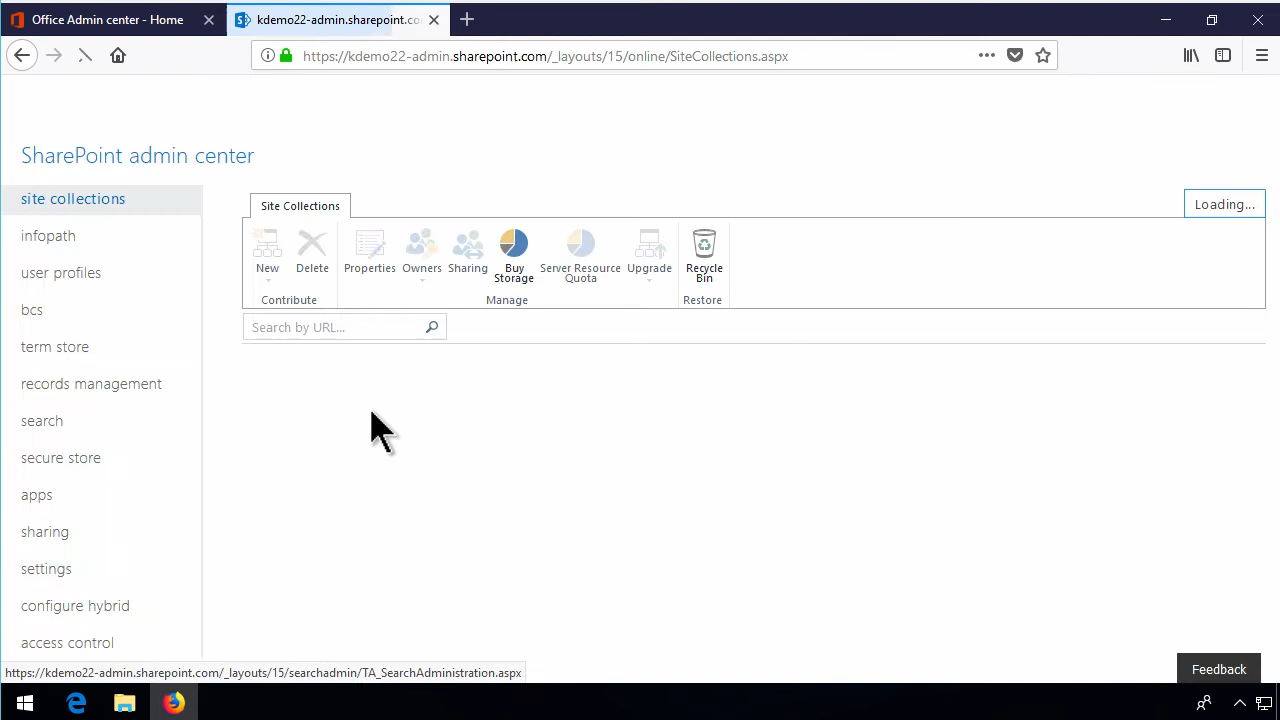 Office Admin center - Home
kdemo22-admin.sharepoint.co
https://kdemo22-admin.sharepoint.com/_layouts/15/online/SiteCollections.aspx
SharePoint admin center
site collections
infopath
user profiles
bcs
term store
records management
search
secure store
apps
sharing
settings
configure hybrid
access control
Site Collections
Loading...
New
Delete
Contribute
Properties
Owners
Sharing
Buy
Storage
Server Resource
Quota
Upgrade
Manage
Recycle
Bin
Restore
Search by URL...
https://kdemo22-admin.sharepoint.com/_layouts/15/searchadmin/TA_SearchAdministration.aspx
Feedback